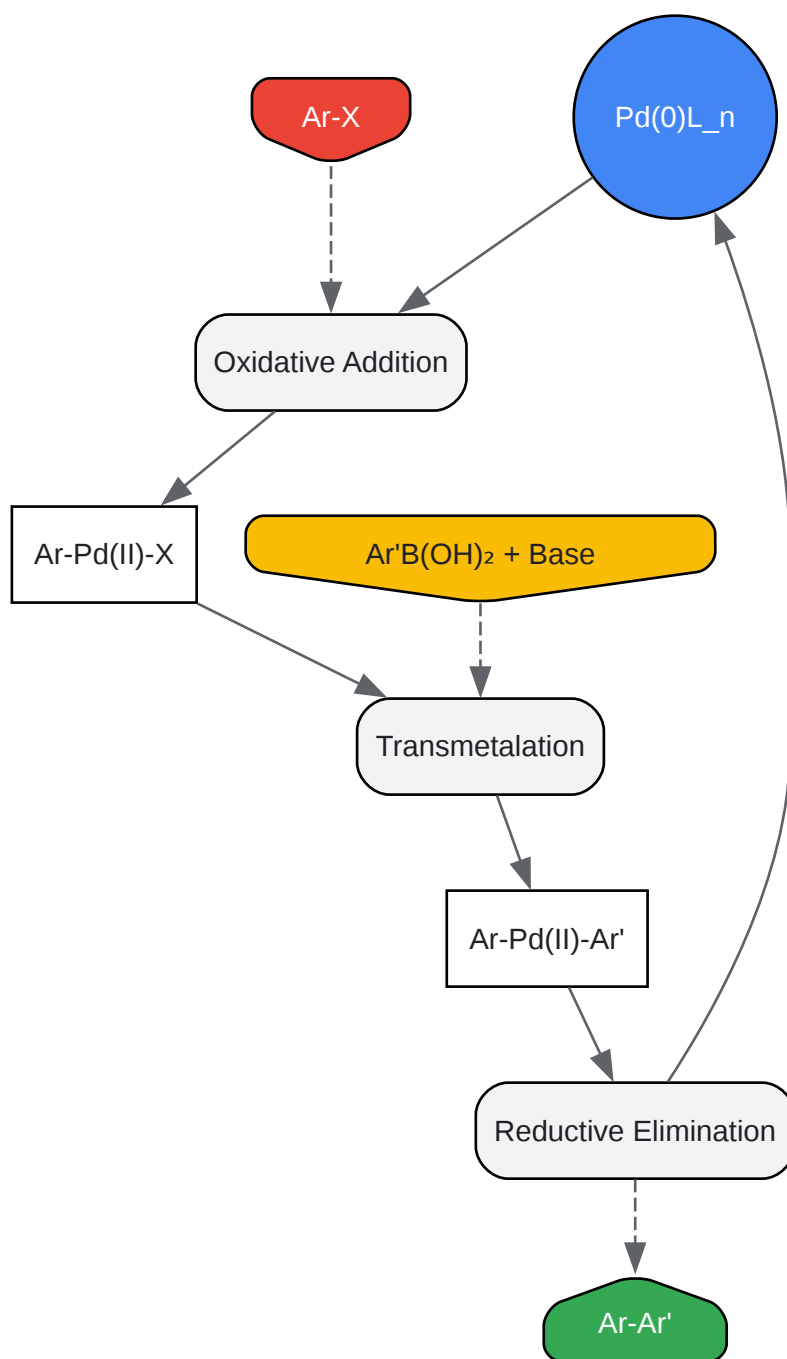 Ar-X
Pd(0)L_n
Oxidative Addition
Ar-Pd(II)-X
Ar'B(OH)₂ + Base
Transmetalation
Ar-Pd(II)-Ar'
Reductive Elimination
Ar-Ar'